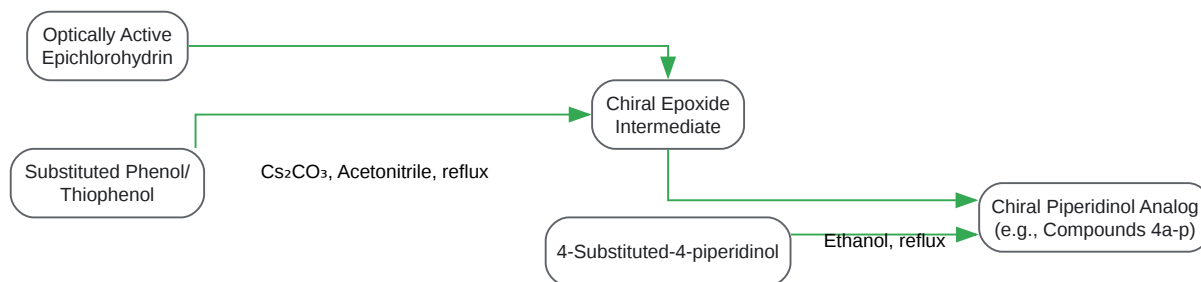 Optically Active
Epichlorohydrin
Chiral Epoxide
Intermediate
Substituted Phenol/
Thiophenol
Cs₂CO₃, Acetonitrile, reflux
4-Substituted-4-piperidinol
Ethanol, reflux
Chiral Piperidinol Analog
(e.g., Compounds 4a-p)